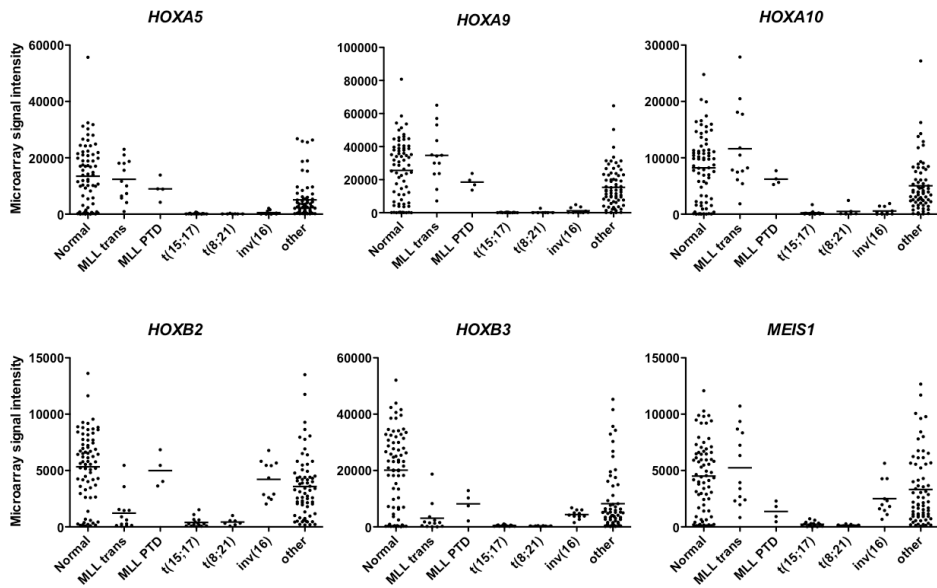 HOXA5
HOXA9
HOXA10
Microarray signal intensity
60000
40000
20000
0
100000
80000
60000
40000
20000
0
30000
20000
10000
0
Normal
MLL trans
MLL PTD
t(15;17)
t(8;21)
inv(16)
other
Normal
MLL trans
MLL PTD
t(15;17)
t(8;21)
inv(16)
other
Normal
MLL trans
MLL PTD
t(15;17)
t(8;21)
inv(16)
other
HOXB2
HOXB3
MEIS1
Microarray signal intensity
15000
10000
5000
0
60000
40000
20000
0
15000
10000
5000
0
Normal
MLL trans
MLL PTD
t(15;17)
t(8;21)
inv(16)
other
Normal
MLL trans
MLL PTD
t(15;17)
t(8;21)
inv(16)
other
Normal
MLL trans
MLL PTD
t(15;17)
t(8;21)
inv(16)
other